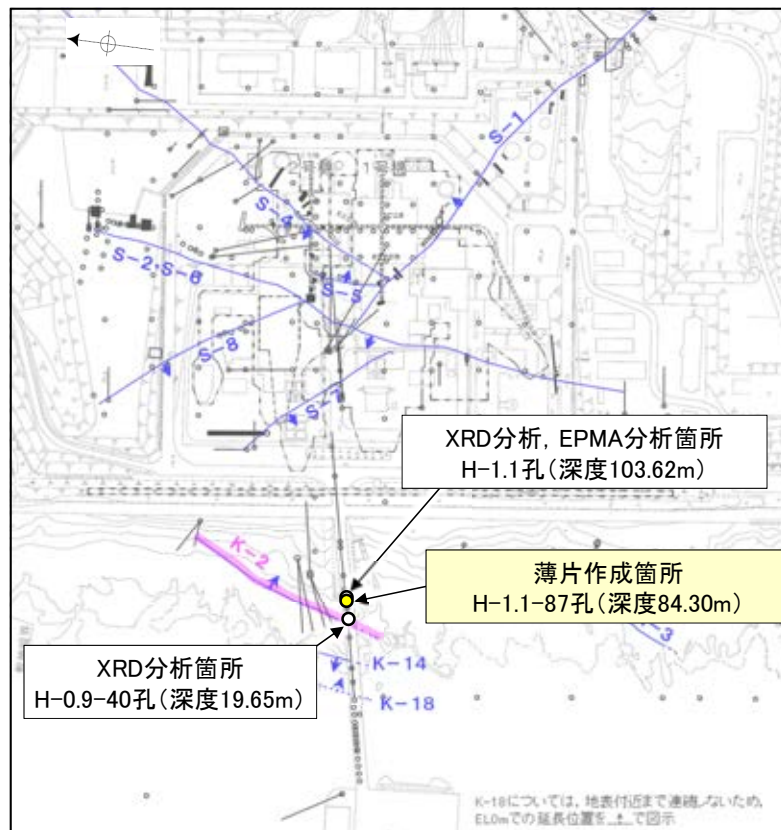 S-1
S-4
S-2・S-6
S-5
S-8
S-7
XRD分析，EPMA分析箇所
H-1.1孔（深度103.62m）
K-2
薄片作成箇所
H-1.1-87孔（深度84.30m）
XRD分析箇所
H-0.9-40孔（深度19.65m）
K-14
K-18
K-18については，地表付近まで連続しないため，
EL0mでの延長位置を
で図示